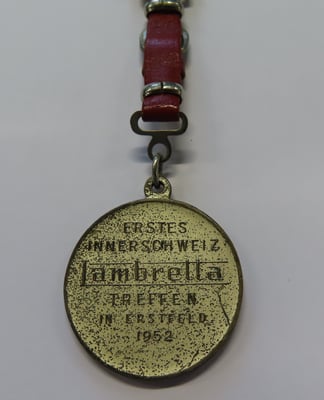 ERSTES
INNERSCHWEIZ.
lambretta
TREFFEN
IN ERSTFELD
1952